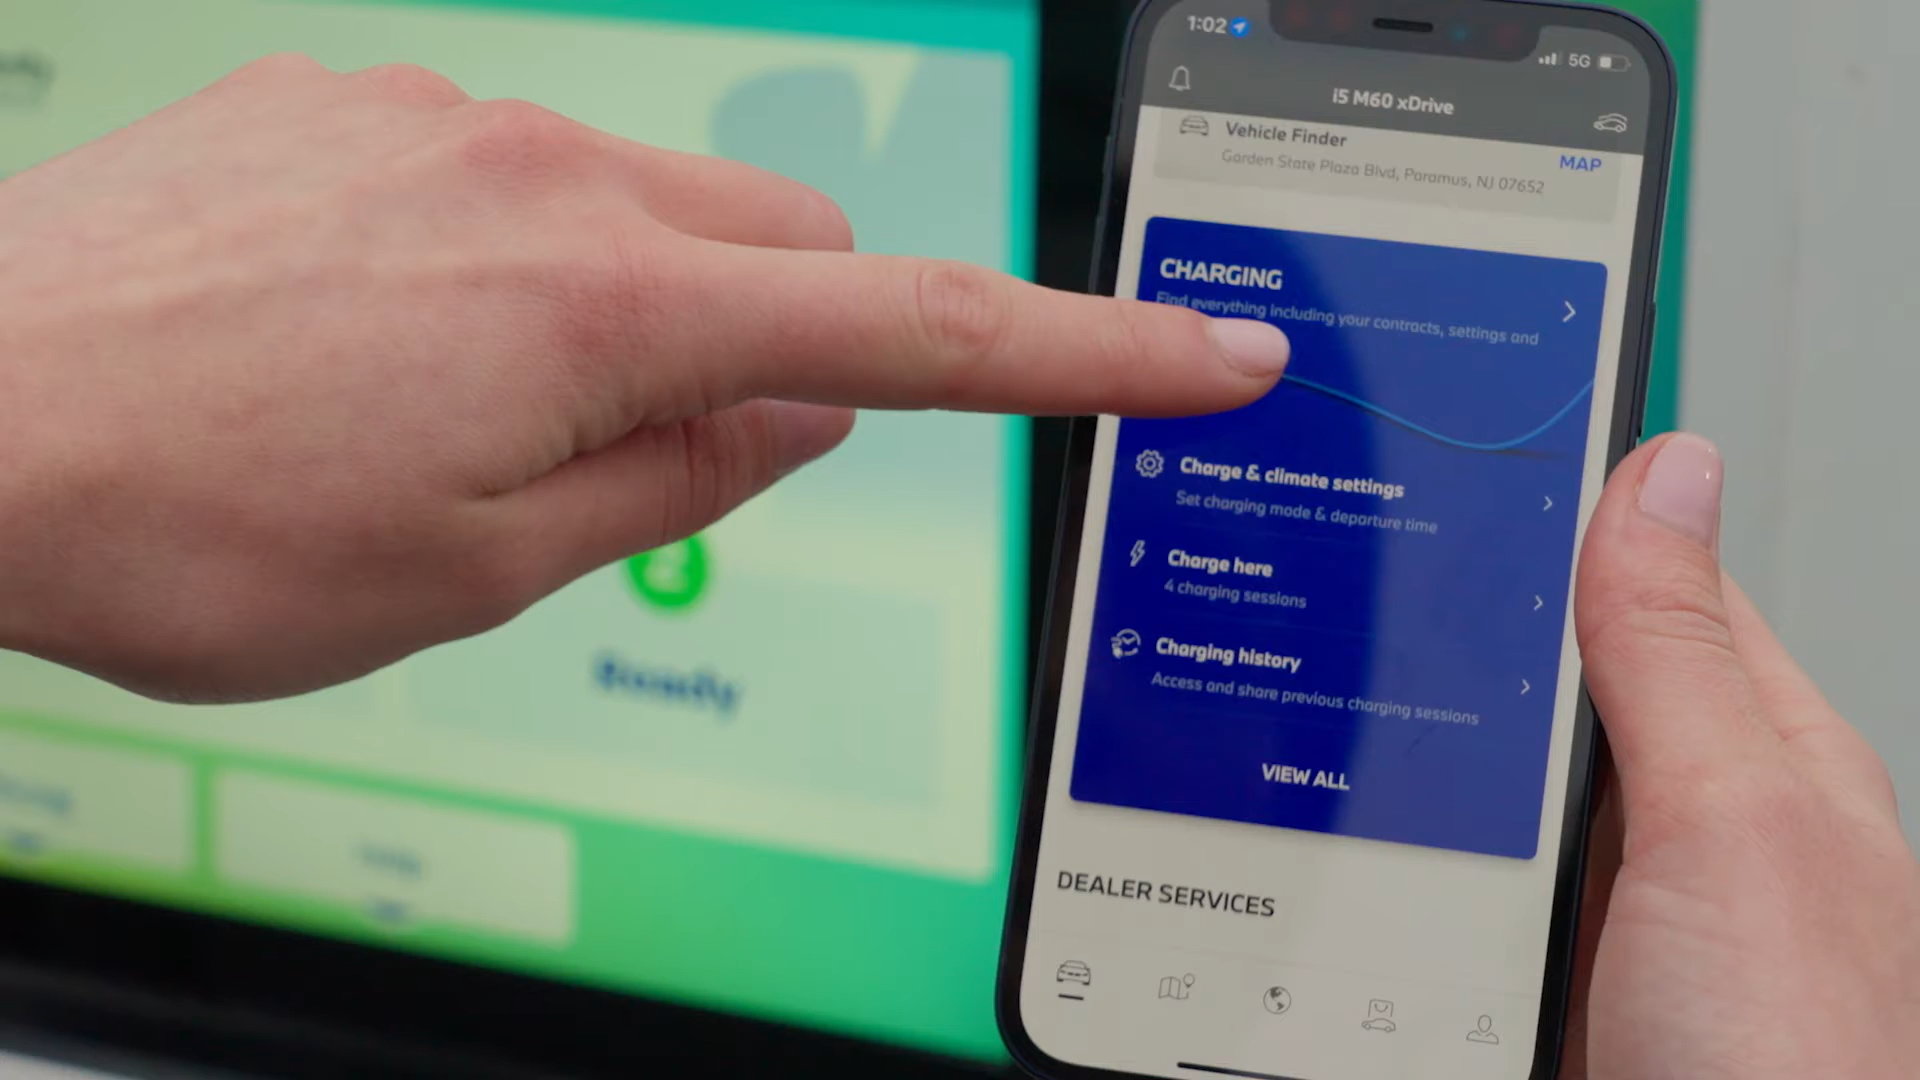 1:02
5G
i5 M60 xDrive
Vehicle Finder
Garden State Plaza Blvd, Paramus, NJ 07652
MAP
CHARGING
Find everything including your contracts, settings and
Charge & climate settings
Set charging mode & departure time
Charge here
4 charging sessions
Charging history
Access and share previous charging sessions
VIEW ALL
DEALER SERVICES
2
Ready